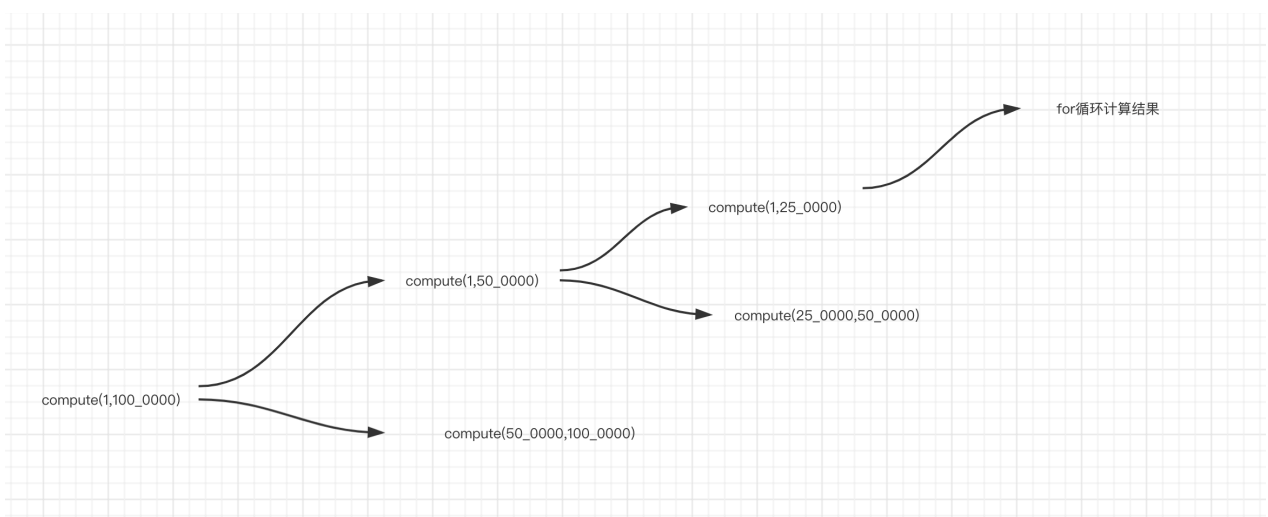 for循环计算结果
compute(1,25_0000)
compute(1,50_0000)
compute(25_0000,50_0000)
compute(1,100_0000)
compute(50_0000,100_0000)